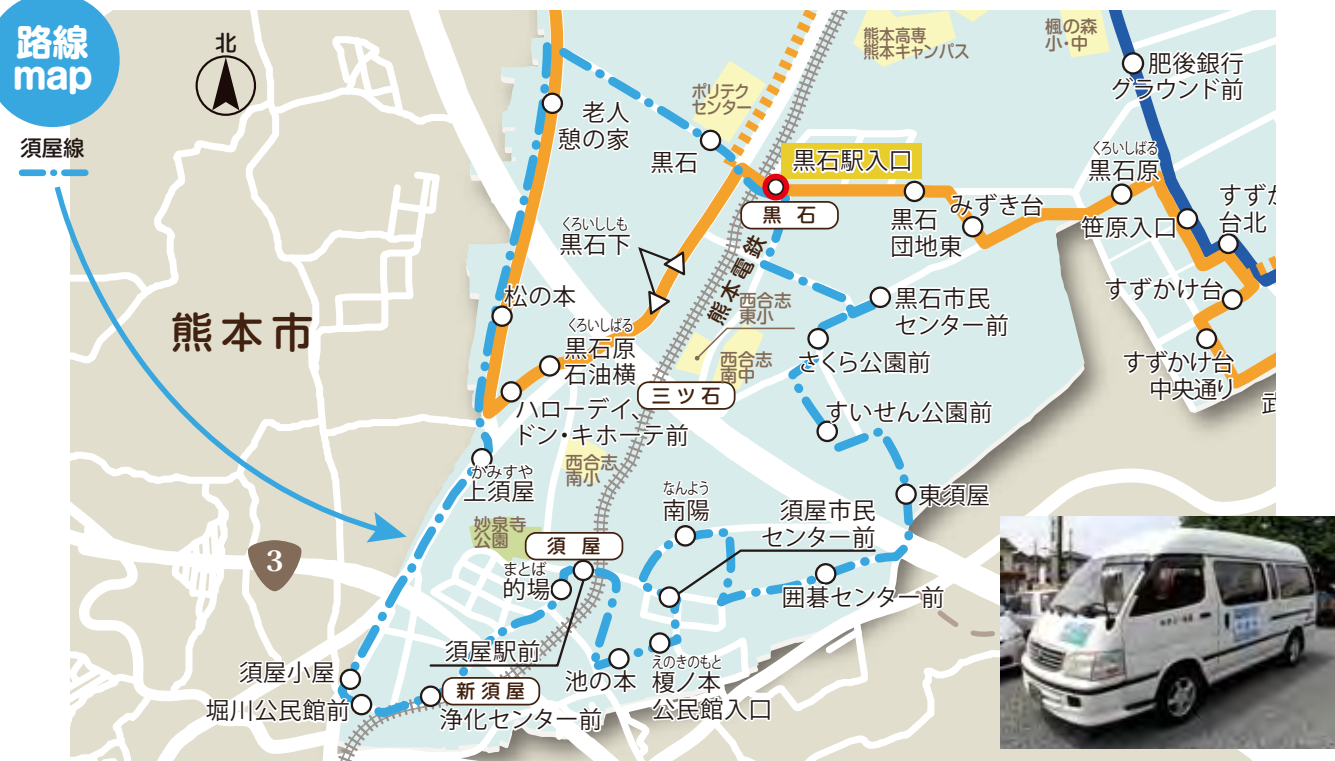 路線
map
須屋線
北
熊本市
3
老人
憩の家
黒石
ポリテク
センター
熊本高専
熊本キャンパス
楓の森
小・中
肥後銀行
グラウンド前
黒石駅入口
黒石
くろいしばる
黒石原
すずか
台北
笹原入口
みずき台
黒石
団地東
くろいししも
黒石下
熊本電鉄
西合志
東小
黒石市民
センター前
すずかけ台
すずかけ台
中央通り
武
松の本
くろいしばる
黒石原
石油横
西合志
南中
さくら公園前
三ツ石
ハローデイ、
ドン・キホーテ前
すいせん公園前
かみすや
上須屋
西合志
南小
なんよう
南陽
須屋市民
センター前
東須屋
妙泉寺
公園
須屋
まとば
的場
囲碁センター前
須屋駅前
須屋小屋
堀川公民館前
新須屋
浄化センター前
池の本
えのきのもと
榎ノ本
公民館入口